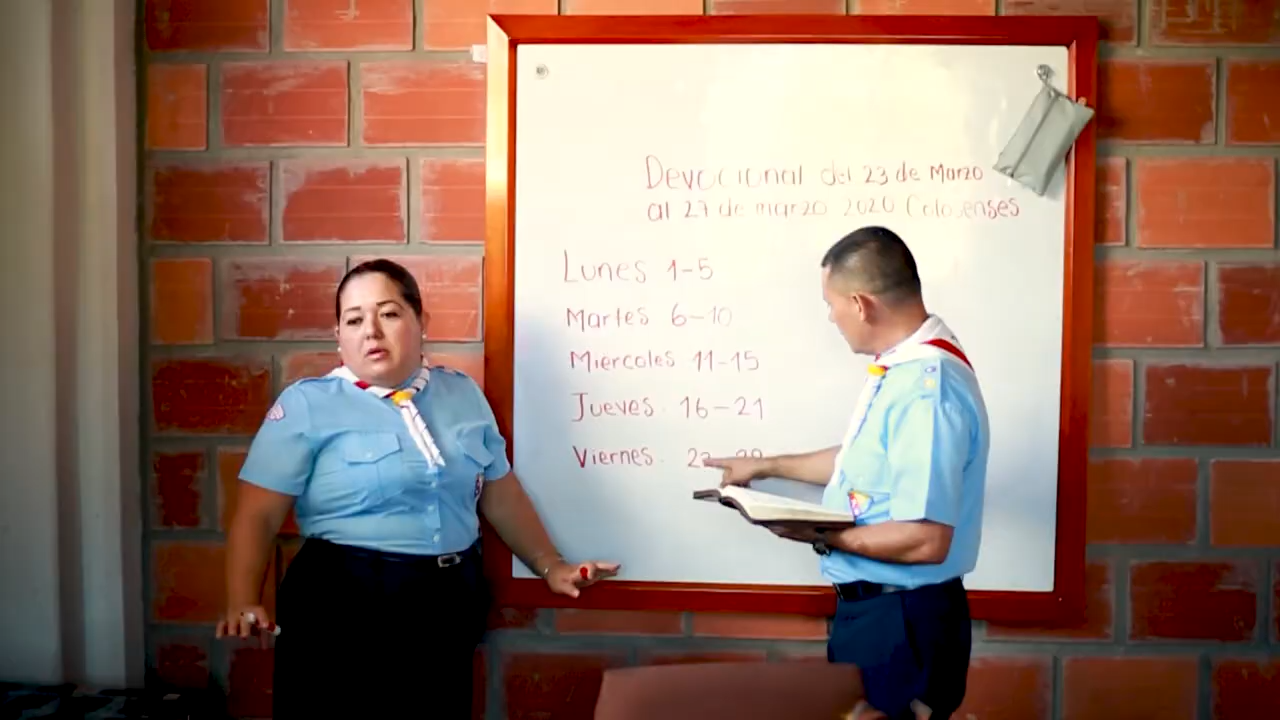 Devocional del 23 de Marzo
al 27 de marzo 2020 Colosenses
Lunes 1-5
Martes 6-10
Miercoles 11-15
Jueves 16-21
Viernes